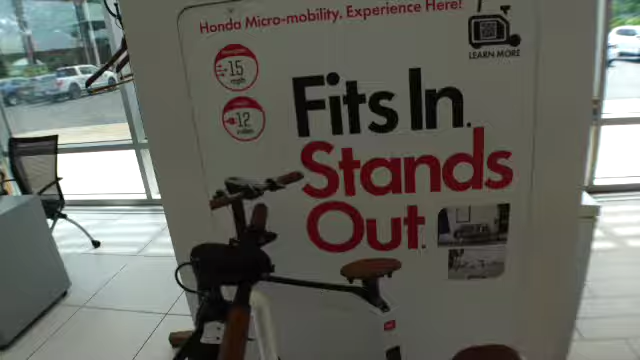 Honda Micro-mobility. Experience Here!
LEARN MORE
15
mph
12
miles
Fits In.
Stands
Out.